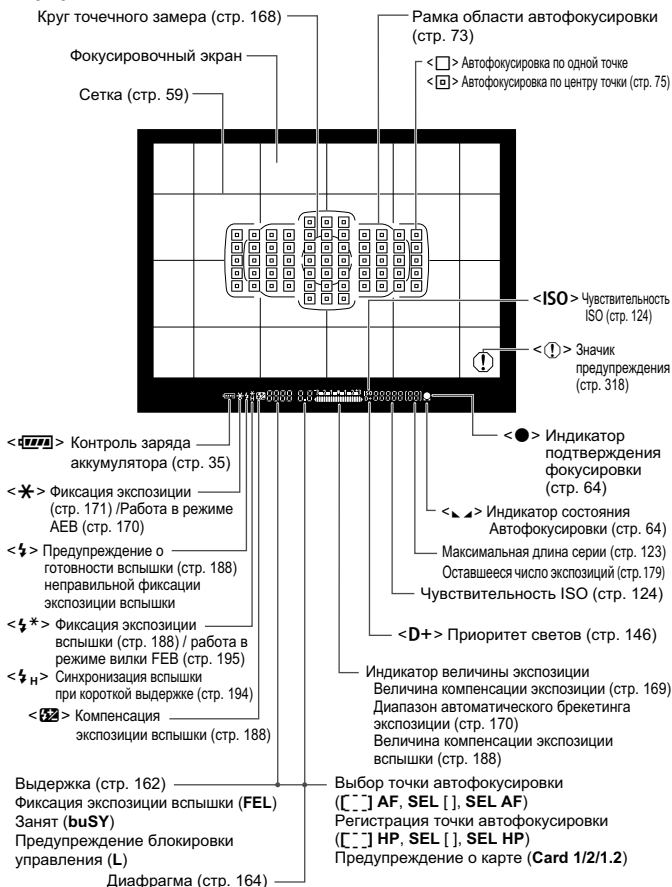 Круг точечного замера (стр. 168)
Рамка области автофокусировки
(стр. 73)
Фокусировочный экран
< > Автофокусировка по одной точке
< > Автофокусировка по центру точки (стр. 75)
Сетка (стр. 59)
<ISO> Чувствительность
ISO (стр. 124)
<!> Значик
предупреждения
(стр. 318)
< > Контроль заряда
аккумулятора (стр. 35)
<●> Индикатор
подтверждения
фокусировки
(стр. 64)
<✱> Фиксация экспозиции
(стр. 171) /Работа в режиме
AEB (стр. 170)
< > Индикатор состояния
Автофокусировки (стр. 64)
<⚡> Предупреждение о
готовности вспышки (стр. 188)
неправильной фиксации
экспозиции вспышки
Максимальная длина серии (стр. 123)
Оставшееся число экспозиций (стр.179)
Чувствительность ISO (стр. 124)
<⚡*> Фиксация экспозиции
вспышки (стр. 188) / работа в
режиме вилки FEB (стр. 195)
<D+> Приоритет светов (стр. 146)
<⚡H> Синхронизация вспышки
при короткой выдержке (стр. 194)
< > Компенсация
экспозиции вспышки (стр. 188)
Индикатор величины экспозиции
Величина компенсации экспозиции (стр. 169)
Диапазон автоматического брекетинга
экспозиции (стр. 170)
Величина компенсации экспозиции
вспышки (стр. 188)
Выдержка (стр. 162)
Фиксация экспозиции вспышки (FEL)
Занят (buSY)
Предупреждение блокировки
управления (L)
Диафрагма (стр. 164)
Выбор точки автофокусировки
([ ] AF, SEL [ ], SEL AF)
Регистрация точки автофокусировки
([ ] HP, SEL [ ], SEL HP)
Предупреждение о карте (Card 1/2/1.2)